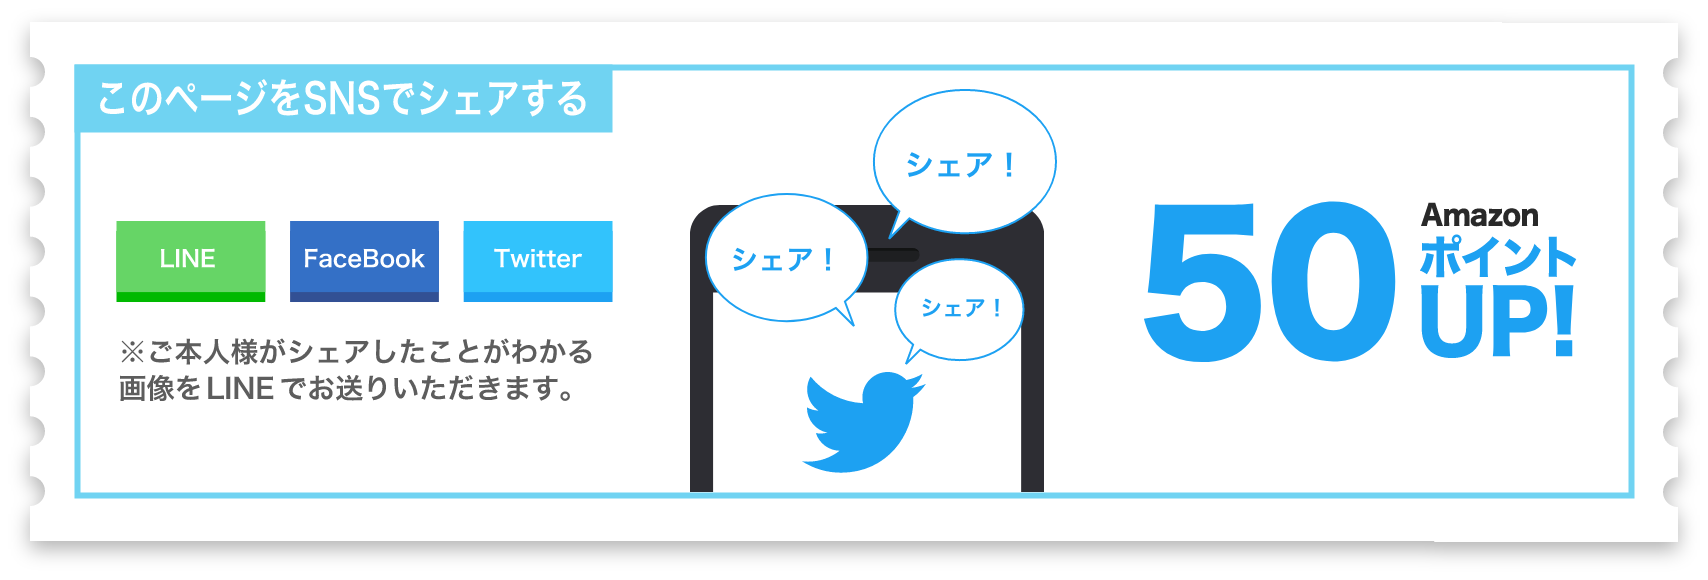 このページをSNSでシェアする
シェア！
シェア！
シェア！
LINE
FaceBook
Twitter
※ご本人様がシェアしたことがわかる
画像をLINEでお送りいただきます。
50
Amazon
ポイント
UP!